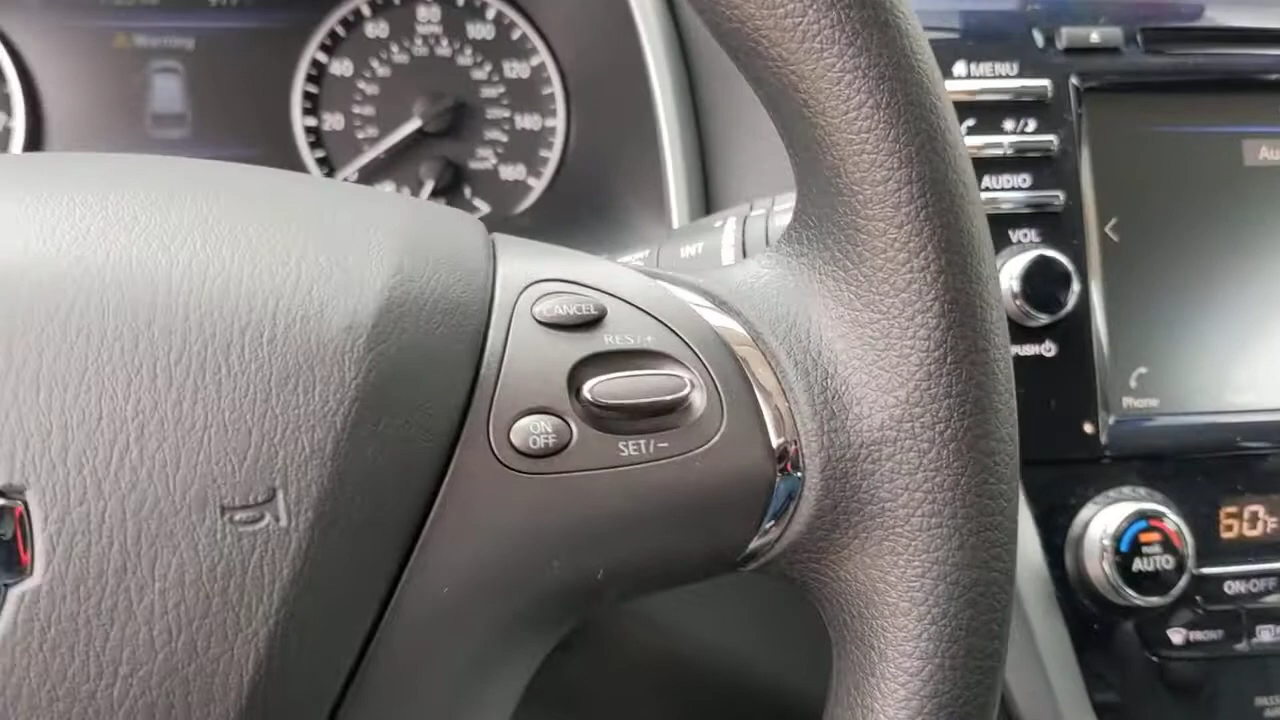 Warning
20
40
60
80
100
120
140
160
MENU
AUDIO
VOL
PUSH
INT
CANCEL
RES/+
ON
OFF
SET/-
Phone
60F
AUTO
ON·OFF
FRONT